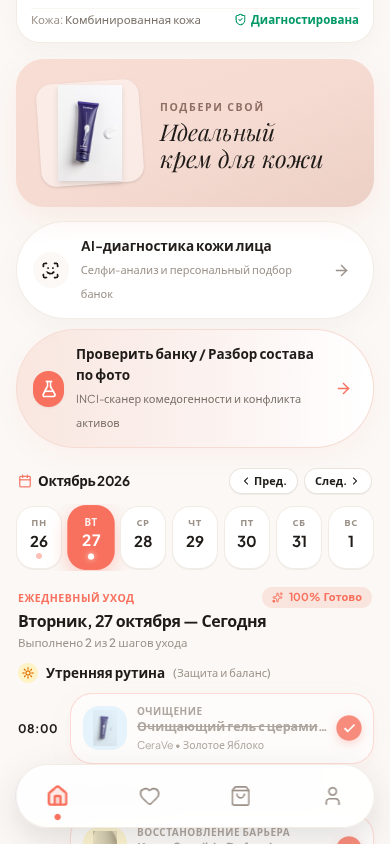 Кожа: Комбинированная кожа
Диагностирована
ПОДБЕРИ СВОЙ
Идеальный
крем для кожи
AI-диагностика кожи лица
Селфи-анализ и персональный подбор
банок
Проверить банку / Разбор состава
по фото
INCI-сканер комедогенности и конфликта
активов
Октябрь 2026
Пред.
След.
ПН
ВТ
СР
ЧТ
ПТ
СБ
ВС
26
27
28
29
30
31
1
ЕЖЕДНЕВНЫЙ УХОД
100% Готово
Вторник, 27 октября — Сегодня
Выполнено 2 из 2 шагов ухода
Утренняя рутина (Защита и баланс)
08:00
ОЧИЩЕНИЕ
Очищающий гель с церами...
CeraVe • Золотое Яблоко
ВОССТАНОВЛЕНИЕ БАРЬЕРА